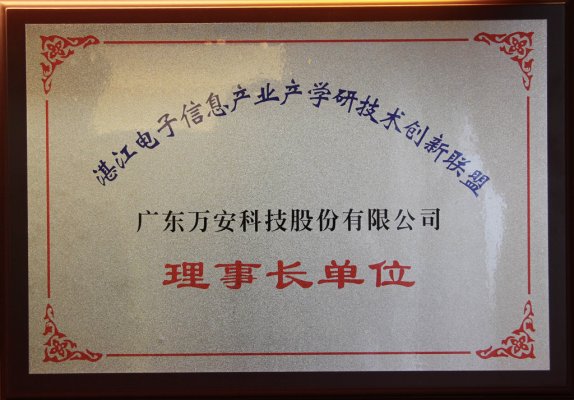 湛江电子信息产业产学研技术创新联盟
广东万安科技股份有限公司
理事长单位